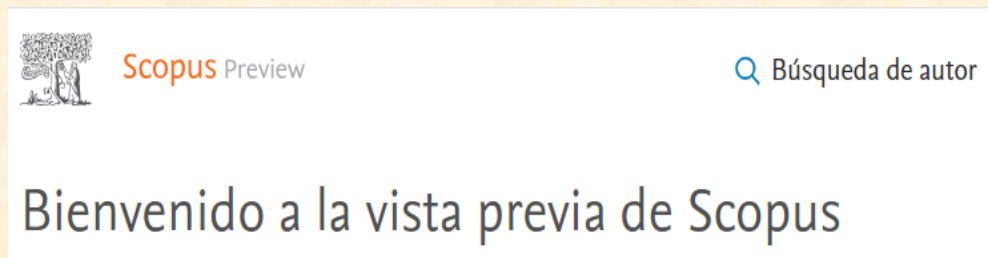 Scopus Preview
Búsqueda de autor
Bienvenido a la vista previa de Scopus